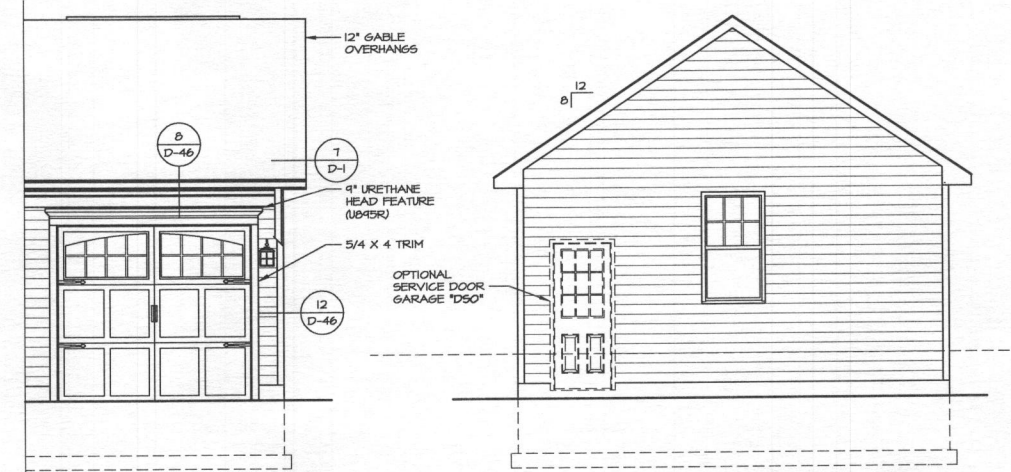 12" GABLE
OVERHANGS
8
D-46
7
D-1
9" URETHANE
HEAD FEATURE
(U895R)
5/4 X 4 TRIM
12
D-46
12
8
OPTIONAL
SERVICE DOOR
GARAGE "DSO"